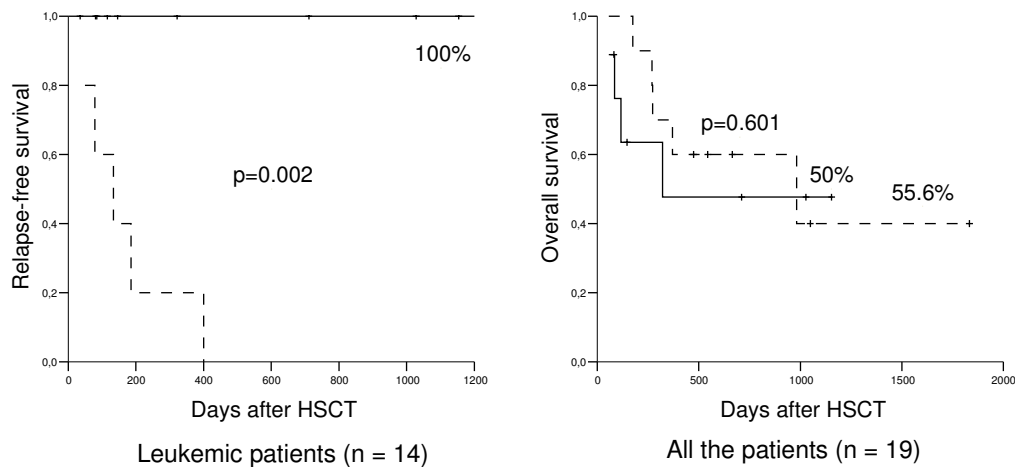 Relapse-free survival
1,0
0,8
0,6
0,4
0,2
0,0
100%
p=0.002
0 200 400 600 800 1000 1200
Days after HSCT
Leukemic patients (n = 14)
Overall survival
1,0
0,8
0,6
0,4
0,2
0,0
p=0.601
50%
55.6%
0 500 1000 1500 2000
Days after HSCT
All the patients (n = 19)